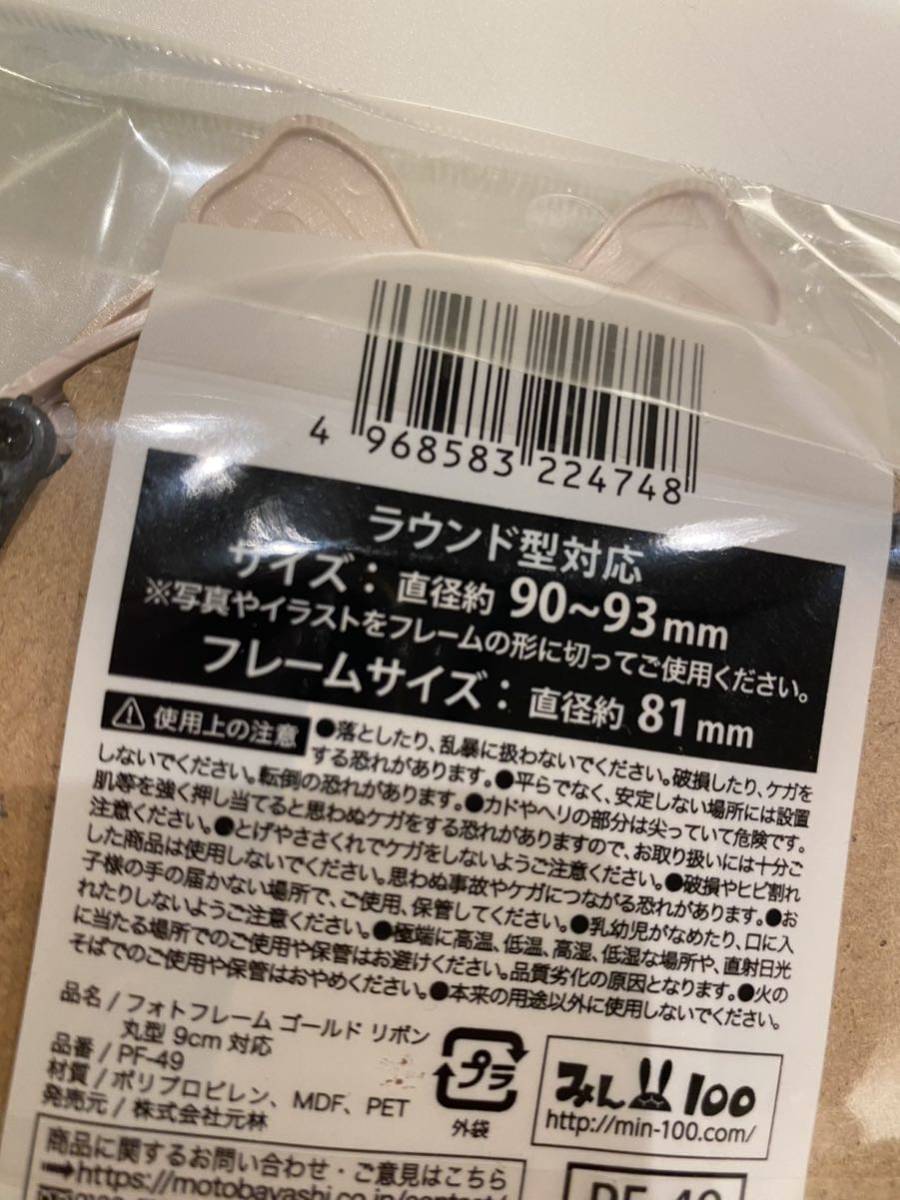 4 968583 224748
ラウンド型対応
サイズ：直径約 90~93mm
※写真やイラストをフレームの形に切ってご使用ください。
フレームサイズ：直径約 81mm
⚠ 使用上の注意 ●落としたり、乱暴に扱わないでください。破損したり、ケガを
する恐れがあります。●平らでなく、安定しない場所には設置
しないでください。転倒の恐れがあります。●カドやヘリの部分は尖っていて危険です。
肌等を強く押し当てると思わぬケガをする恐れがありますので、お取り扱いには十分ご
注意ください。●とげやささくれでケガをしないようご注意ください。●破損やヒビ割れ
した商品は使用しないでください。思わぬ事故やケガにつながる恐れがあります。●お
子様の手の届かない場所で、ご使用、保管してください。●乳幼児がなめたり、口に入
れたりしないようご注意ください。●極端に高温、低温、高湿、低湿な場所や、直射日光
に当たる場所でのご使用や保管はお避けください。品質劣化の原因となります。●火の
そばでのご使用や保管はおやめください。●本来の用途以外に使用しないでください。
品名 / フォトフレーム ゴールド リボン
丸型 9cm 対応
品番 / PF-49
材質 / ポリプロピレン、MDF、PET
発売元 / 株式会社元林
プラ
外袋
みん100
http://min-100.com/
商品に関するお問い合わせ・ご意見はこちら
➞https://motobayashi.co.jp/contact/
PF-49